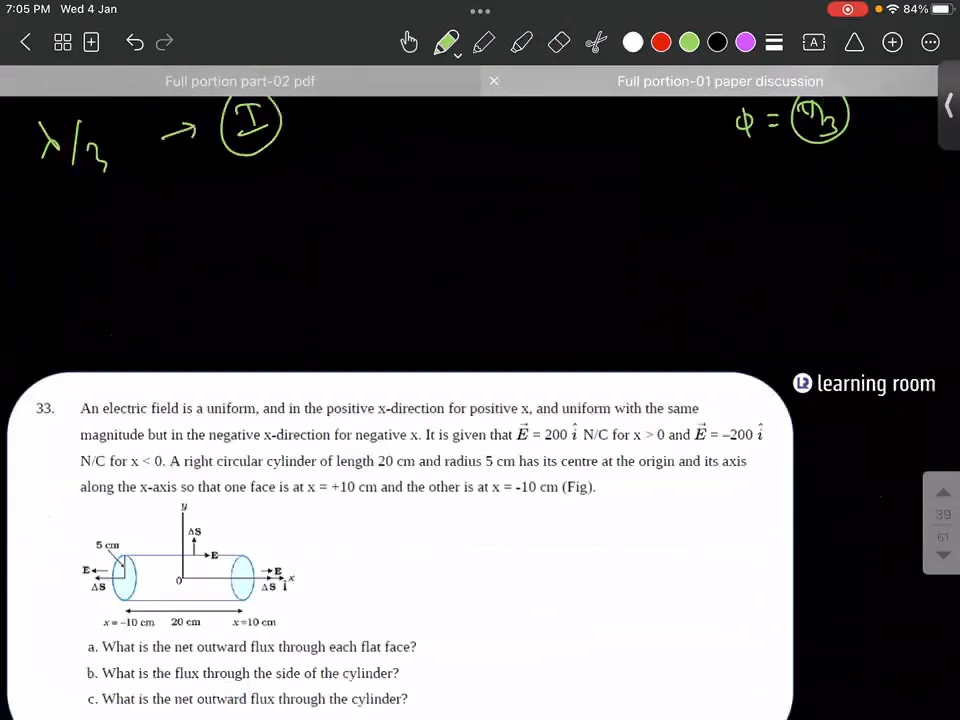 7:05 PM Wed 4 Jan
84%
A
Full portion part-02 pdf
Full portion-01 paper discussion
λ/3 → I
ϕ = π/3
learning room
33. An electric field is a uniform, and in the positive x-direction for positive x, and uniform with the same
magnitude but in the negative x-direction for negative x. It is given that E⃗ = 200 î N/C for x > 0 and E⃗ = –200 î
N/C for x < 0. A right circular cylinder of length 20 cm and radius 5 cm has its centre at the origin and its axis
along the x-axis so that one face is at x = +10 cm and the other is at x = -10 cm (Fig).
y
ΔS
5 cm
E
E
E
x
0
ΔS
ΔS î
x = –10 cm 20 cm x=10 cm
a. What is the net outward flux through each flat face?
b. What is the flux through the side of the cylinder?
c. What is the net outward flux through the cylinder?
39
61